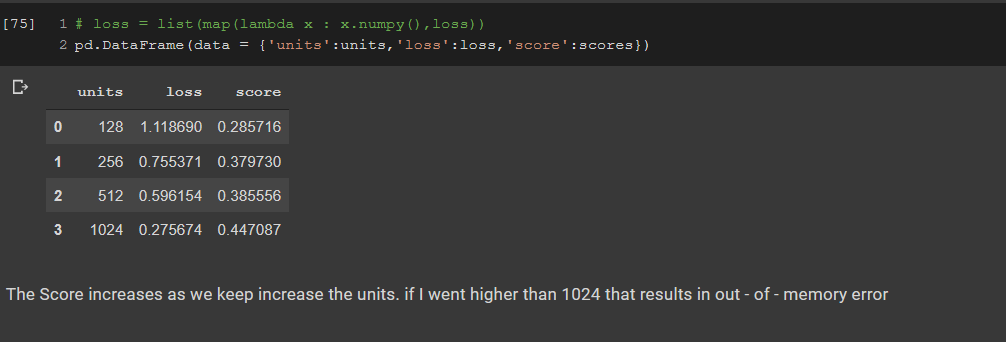 [75] 1 # loss = list(map(lambda x : x.numpy(),loss))
2 pd.DataFrame(data = {'units':units,'loss':loss,'score':scores})
units loss score
0 128 1.118690 0.285716
1 256 0.755371 0.379730
2 512 0.596154 0.385556
3 1024 0.275674 0.447087
The Score increases as we keep increase the units. if I went higher than 1024 that results in out - of - memory error